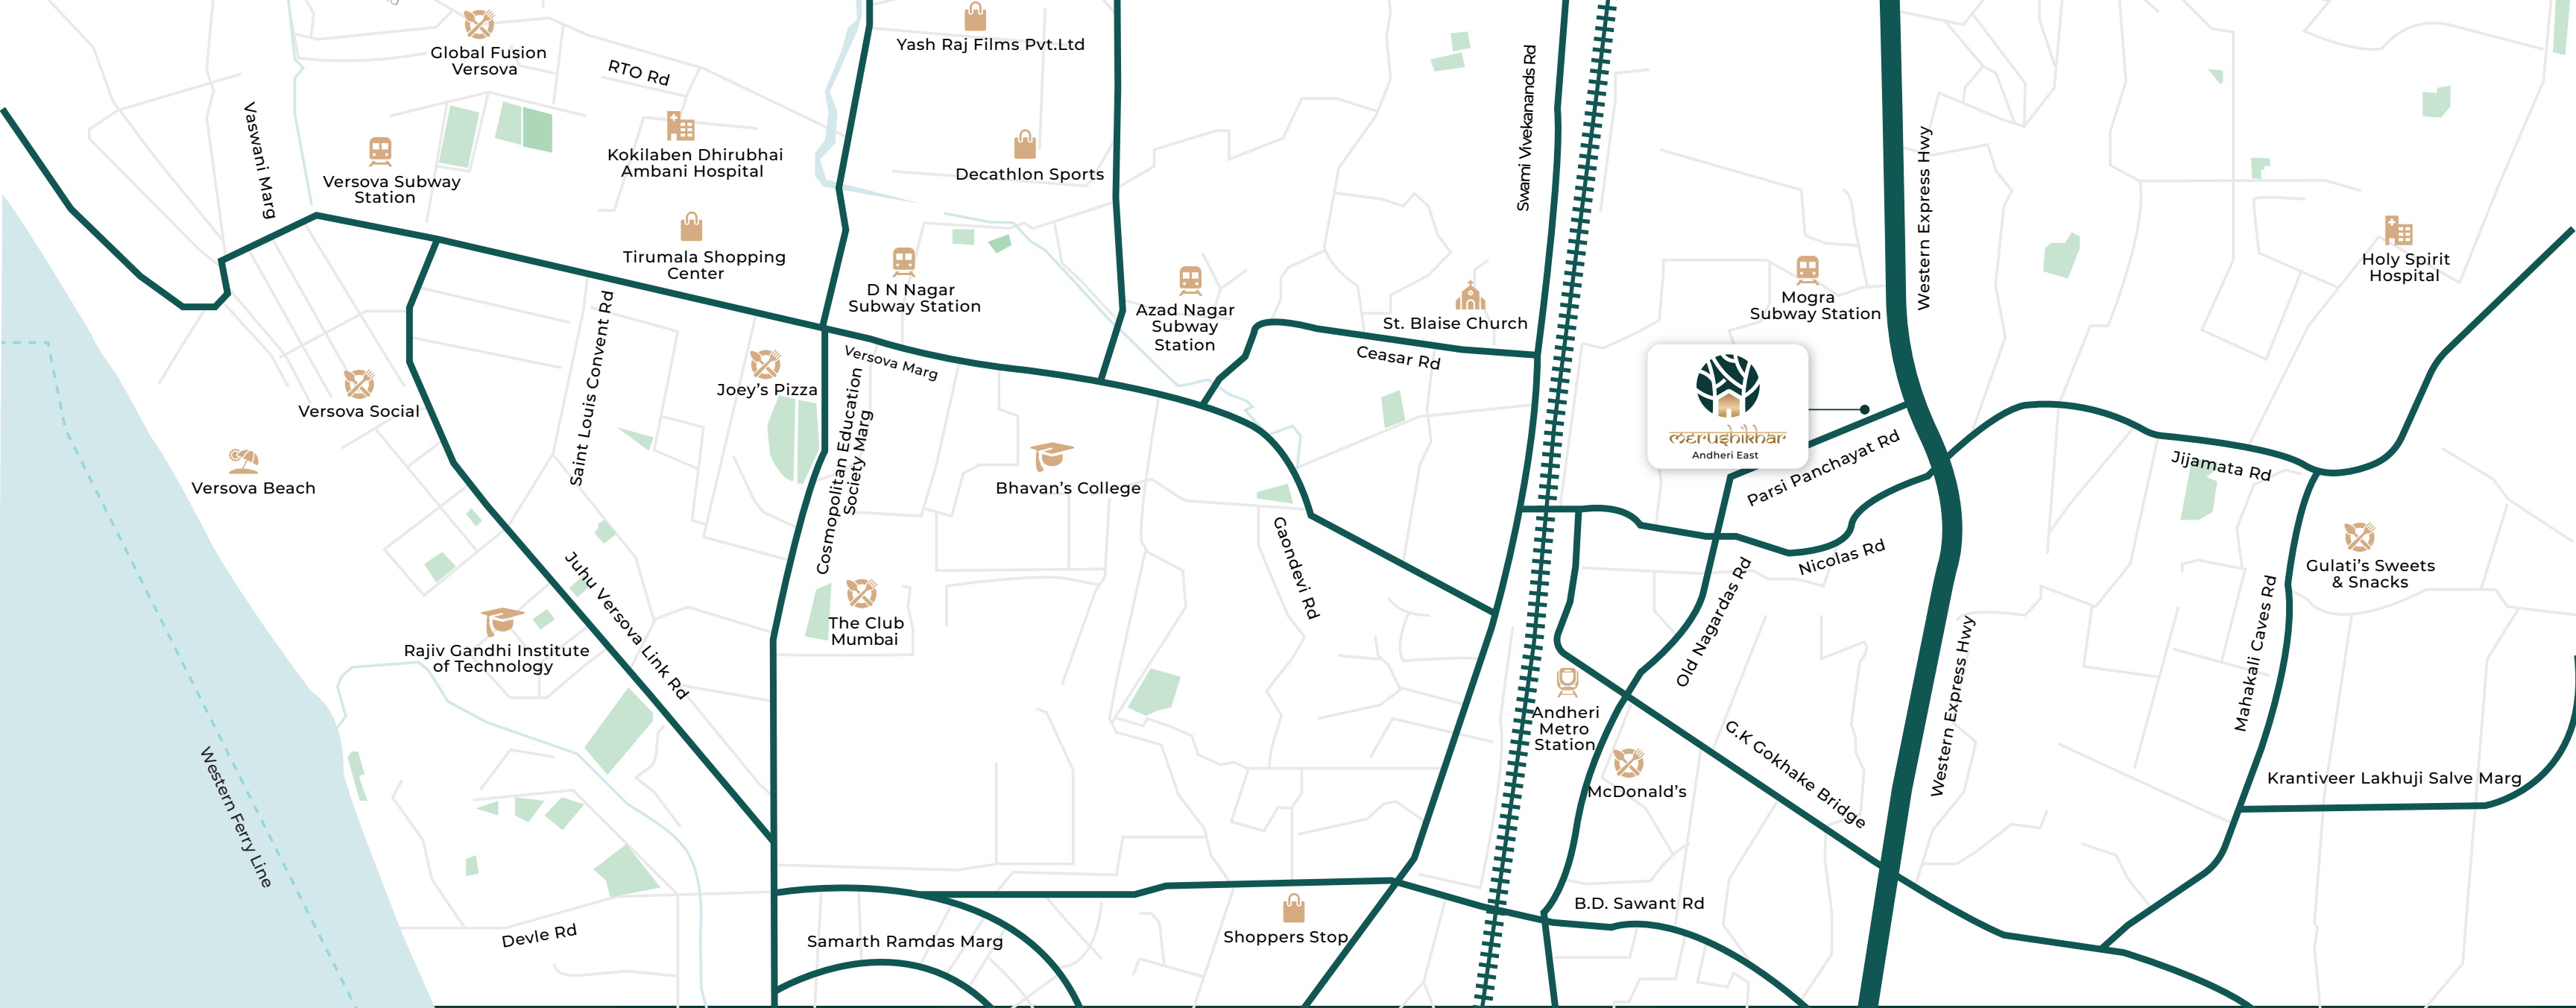 Global Fusion
Versova
RTO Rd
Yash Raj Films Pvt.Ltd
Vaswani Marg
Versova Subway
Station
Kokilaben Dhirubhai
Ambani Hospital
Decathlon Sports
Swami Vivekanands Rd
Western Express Hwy
Tirumala Shopping
Center
D N Nagar
Subway Station
Azad Nagar
Subway
Station
St. Blaise Church
Mogra
Subway Station
Holy Spirit
Hospital
Saint Louis Convent Rd
Joey's Pizza
Versova Marg
Ceasar Rd
Versova Social
Cosmopolitan Education
Society Marg
merushikhar
Andheri East
Parsi Panchayat Rd
Jijamata Rd
Versova Beach
Bhavan's College
Gaondevi Rd
Nicolas Rd
Gulati's Sweets
& Snacks
Juhu Versova Link Rd
The Club
Mumbai
Old Nagardas Rd
Mahakali Caves Rd
Rajiv Gandhi Institute
of Technology
Western Express Hwy
Andheri
Metro
Station
McDonald's
G.K Gokhake Bridge
Krantiveer Lakhuji Salve Marg
Western Ferry Line
B.D. Sawant Rd
Devle Rd
Samarth Ramdas Marg
Shoppers Stop